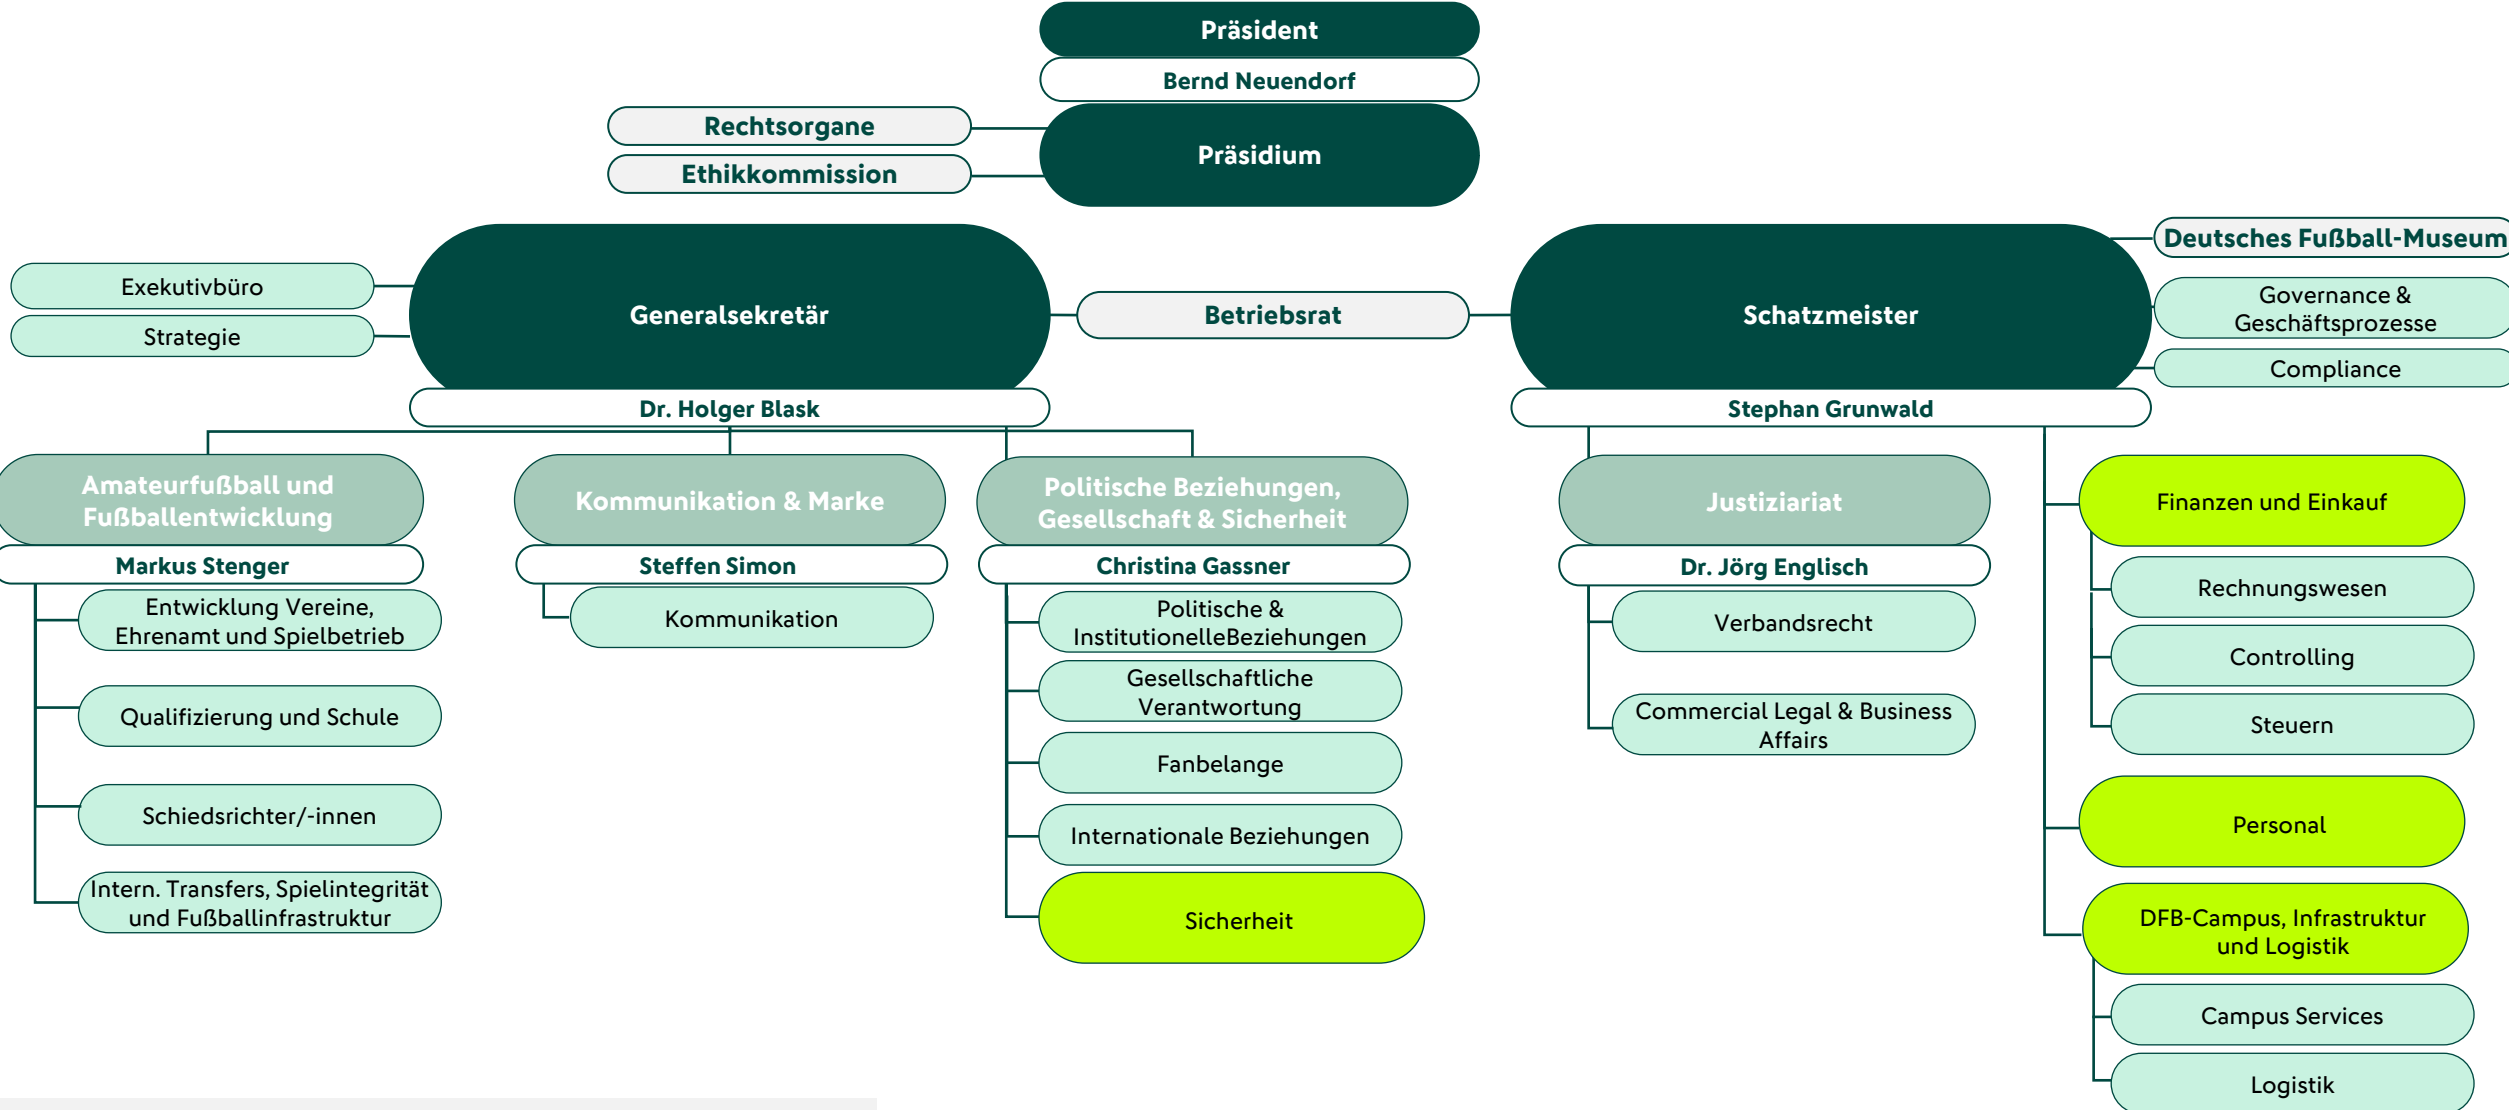 Präsident
Bernd Neuendorf
Rechtsorgane
Präsidium
Ethikkommission
Exekutivbüro
Strategie
Generalsekretär
Betriebsrat
Schatzmeister
Deutsches Fußball-Museum
Governance &
Geschäftsprozesse
Compliance
Dr. Holger Blask
Stephan Grunwald
Amateurfußball und
Fußballentwicklung
Markus Stenger
Entwicklung Vereine,
Ehrenamt und Spielbetrieb
Qualifizierung und Schule
Schiedsrichter/-innen
Intern. Transfers, Spielintegrität
und Fußballinfrastruktur
Kommunikation & Marke
Steffen Simon
Kommunikation
Politische Beziehungen,
Gesellschaft & Sicherheit
Christina Gassner
Politische &
InstitutionelleBeziehungen
Gesellschaftliche
Verantwortung
Fanbelange
Internationale Beziehungen
Sicherheit
Justiziariat
Dr. Jörg Englisch
Verbandsrecht
Commercial Legal & Business
Affairs
Finanzen und Einkauf
Rechnungswesen
Controlling
Steuern
Personal
DFB-Campus, Infrastruktur
und Logistik
Campus Services
Logistik